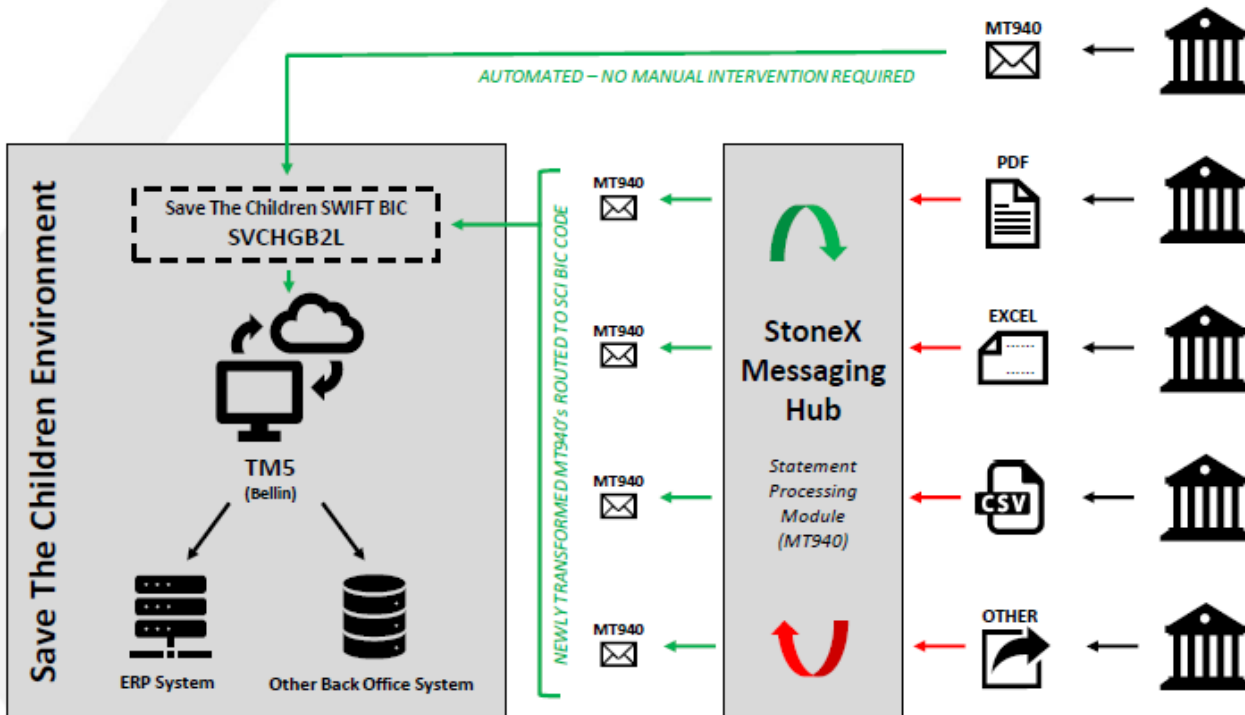 MT940
AUTOMATED – NO MANUAL INTERVENTION REQUIRED
Save The Children Environment
Save The Children SWIFT BIC
SVCHGB2L
TM5
(Bellin)
ERP System
Other Back Office System
NEWLY TRANSFORMED MT940's ROUTED TO SCI BIC CODE
MT940
MT940
MT940
MT940
StoneX
Messaging
Hub
Statement
Processing
Module
(MT940)
PDF
EXCEL
CSV
OTHER